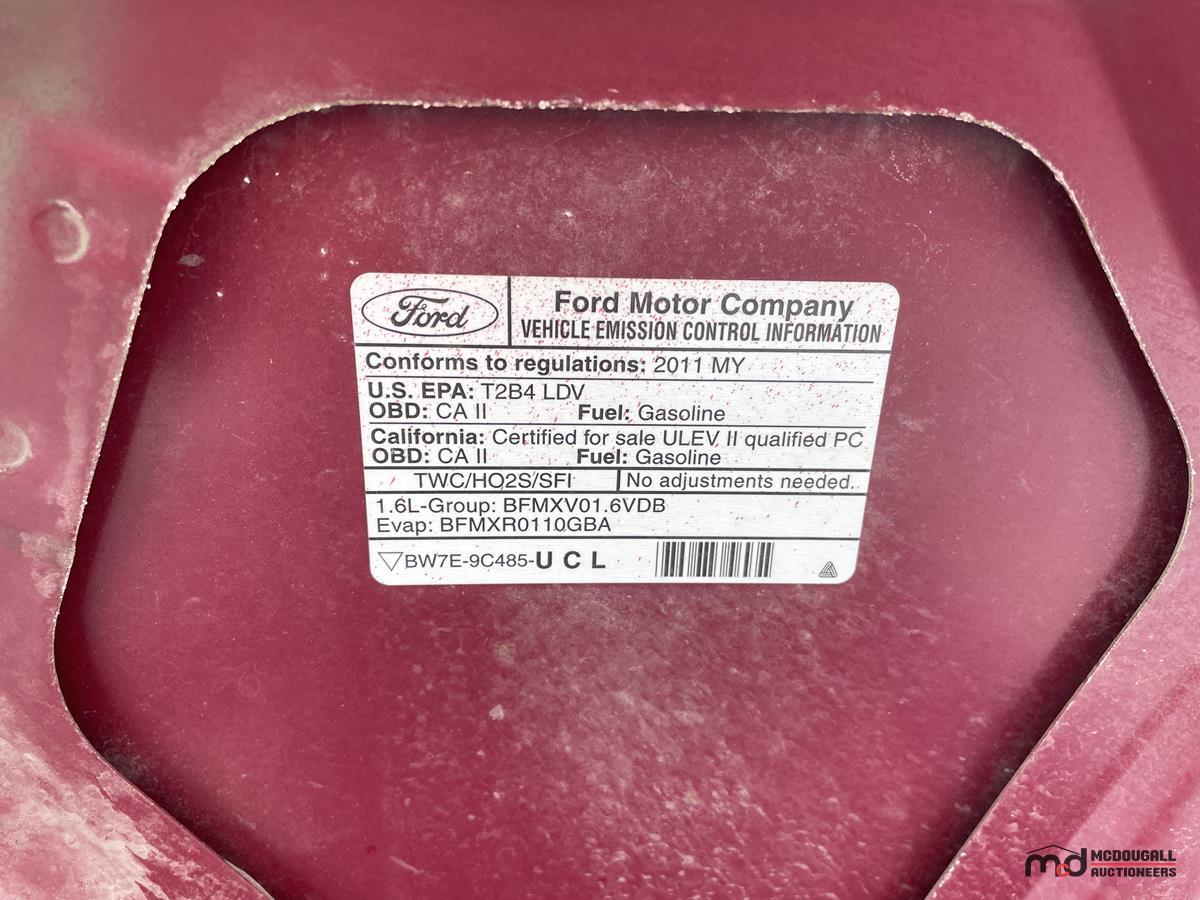 Ford
Ford Motor Company
VEHICLE EMISSION CONTROL INFORMATION
Conforms to regulations: 2011 MY
U.S. EPA: T2B4 LDV
OBD: CA II Fuel: Gasoline
California: Certified for sale ULEV II qualified PC
OBD: CA II Fuel: Gasoline
TWC/HO2S/SFI No adjustments needed.
1.6L-Group: BFMXV01.6VDB
Evap: BFMXR0110GBA
BW7E-9C485-U C L
mcd MCDOUGALL
AUCTIONEERS